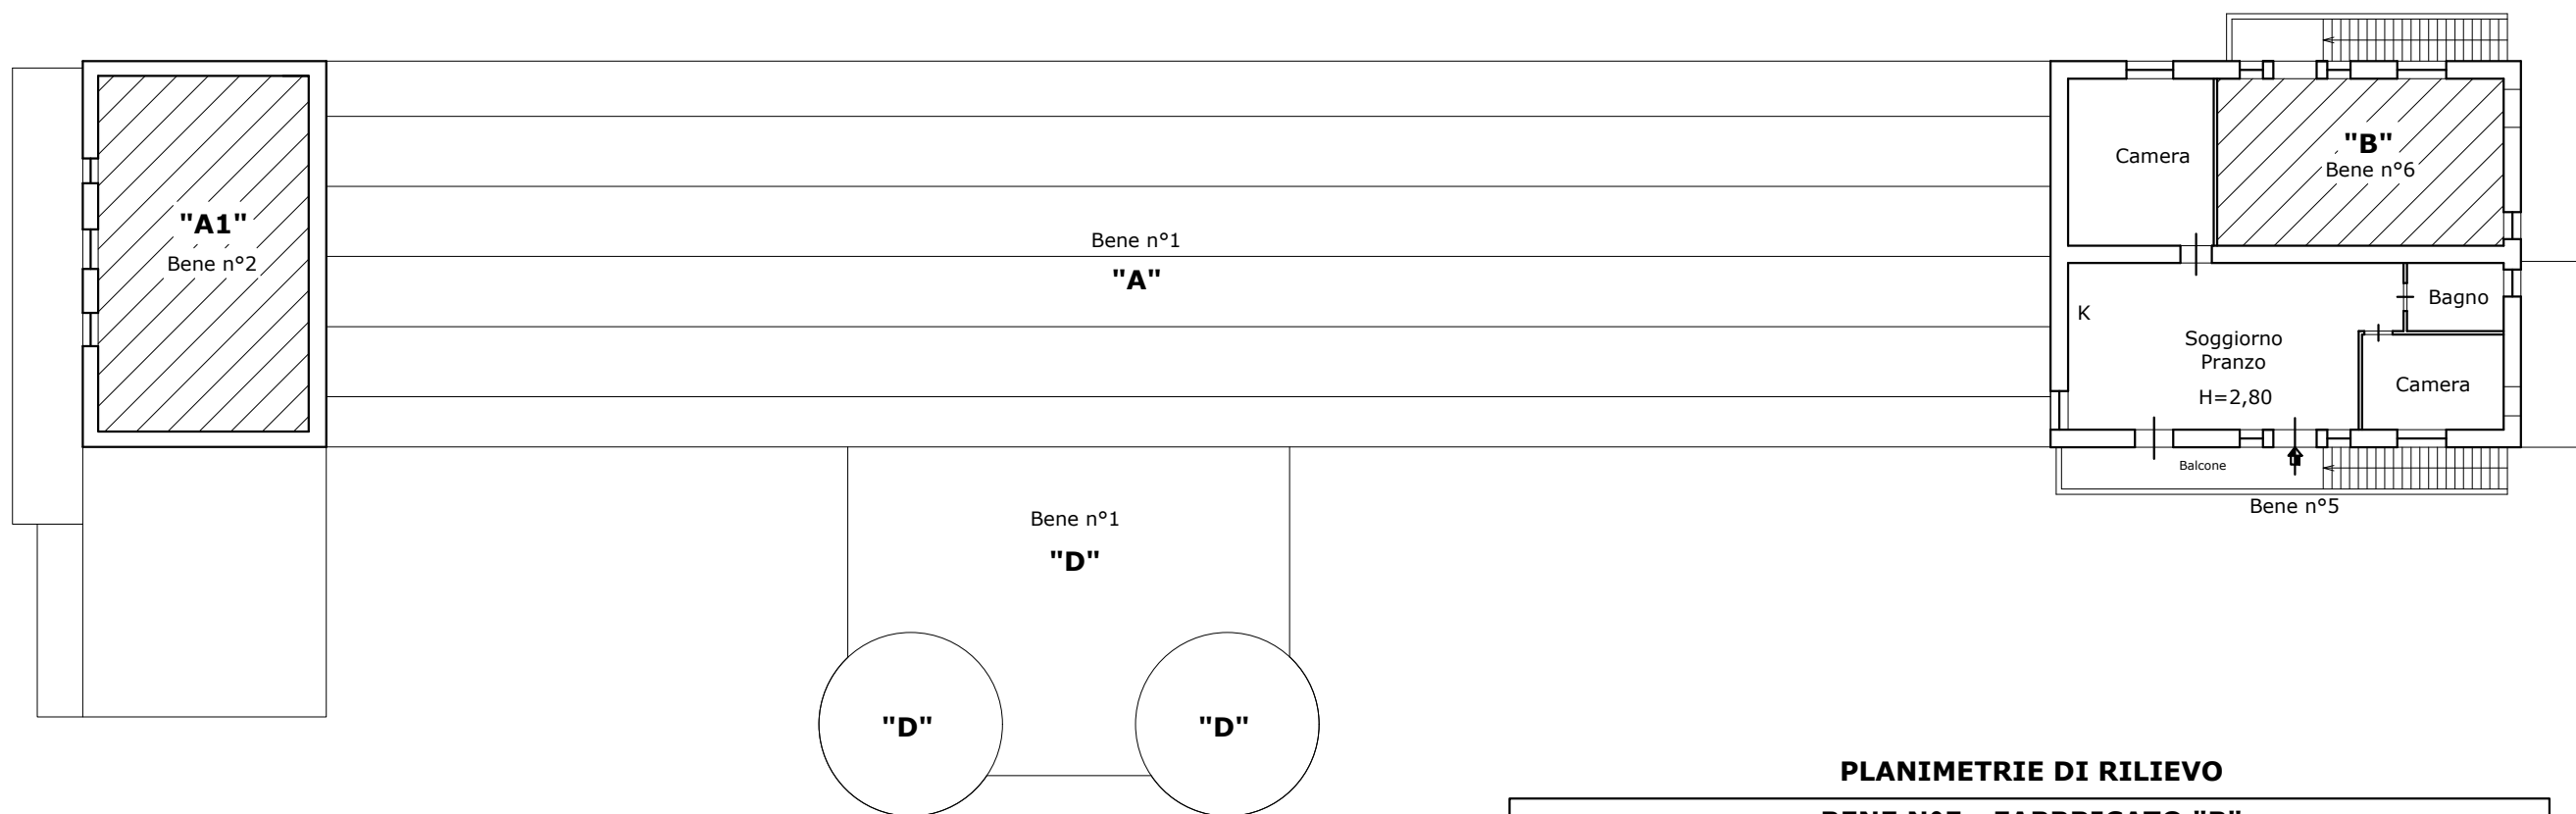 "A1"
Bene n°2
Bene n°1
"A"
Camera
"B"
Bene n°6
K
Soggiorno
Pranzo
H=2,80
Bagno
Camera
Balcone
Bene n°5
Bene n°1
"D"
"D"
"D"
PLANIMETRIE DI RILIEVO